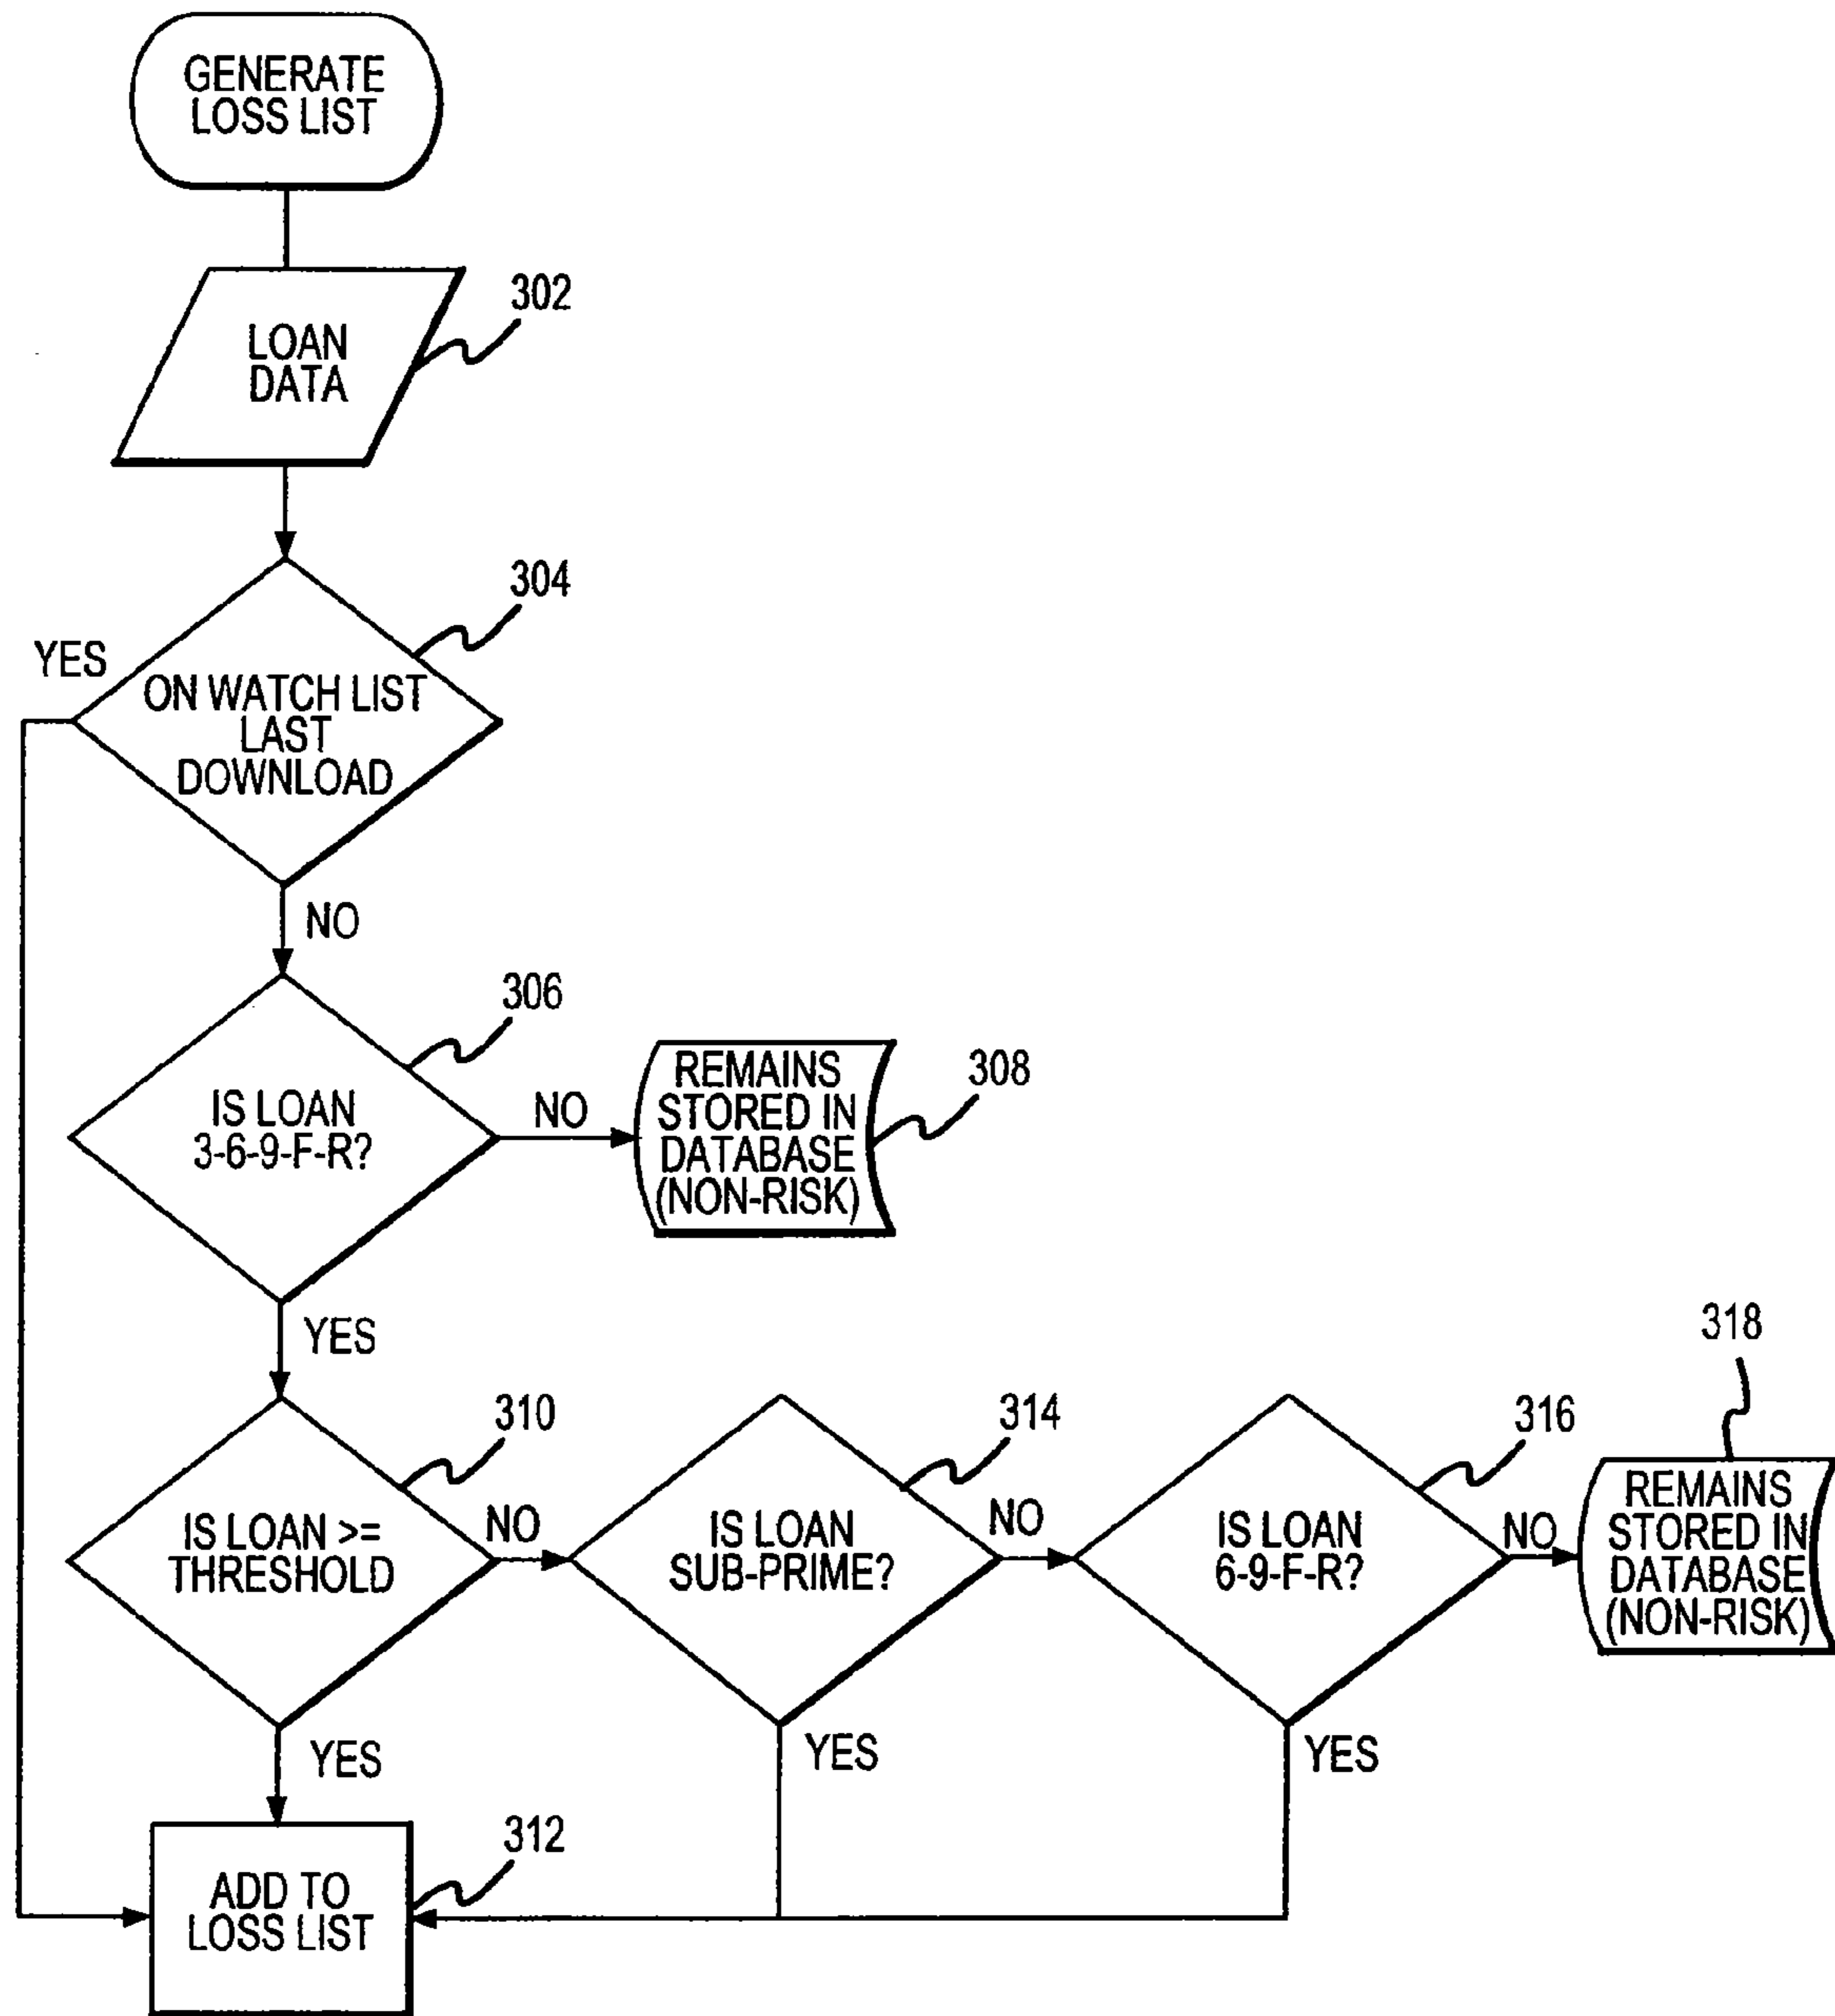 GENERATE
LOSS LIST
302
LOAN
DATA
304
YES
ON WATCH LIST
LAST
DOWNLOAD
NO
306
IS LOAN
3-6-9-F-R?
NO
REMAINS
STORED IN
DATABASE
(NON-RISK)
308
YES
310
IS LOAN >=
THRESHOLD
NO
314
IS LOAN
SUB-PRIME?
NO
316
IS LOAN
6-9-F-R?
NO
318
REMAINS
STORED IN
DATABASE
(NON-RISK)
YES
YES
YES
312
ADD TO
LOSS LIST